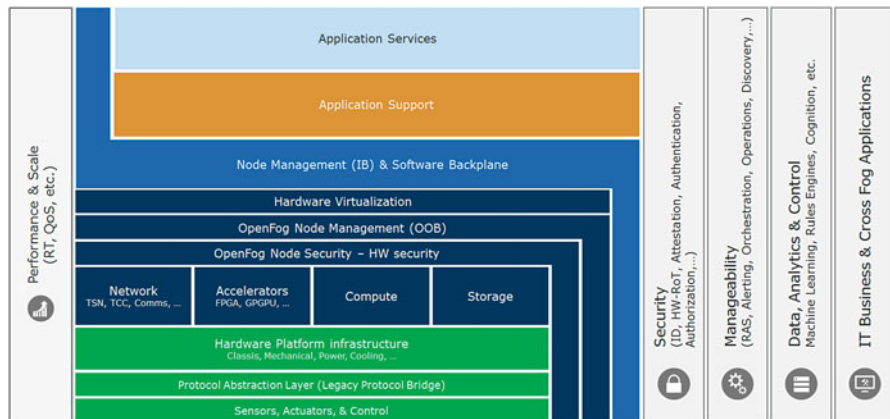 Performance & Scale
(RT, QoS, etc.)
Application Services
Application Support
Node Management (IB) & Software Backplane
Hardware Virtualization
OpenFog Node Management (OOB)
OpenFog Node Security – HW security
Network
TSN, TCC, Comms, ...
Accelerators
FPGA, GPGPU, ...
Compute
Storage
Hardware Platform infrastructure
Classis, Mechanical, Power, Cooling, ...
Protocol Abstraction Layer (Legacy Protocol Bridge)
Sensors, Actuators, & Control
Security
(ID, HW-RoT, Attestation, Authentication,
Authorization,...)
Manageability
(RAS, Alerting, Orchestration, Operations, Discovery,...)
Data, Analytics & Control
Machine Learning, Rules Engines, Cognition, etc.
IT Business & Cross Fog Applications